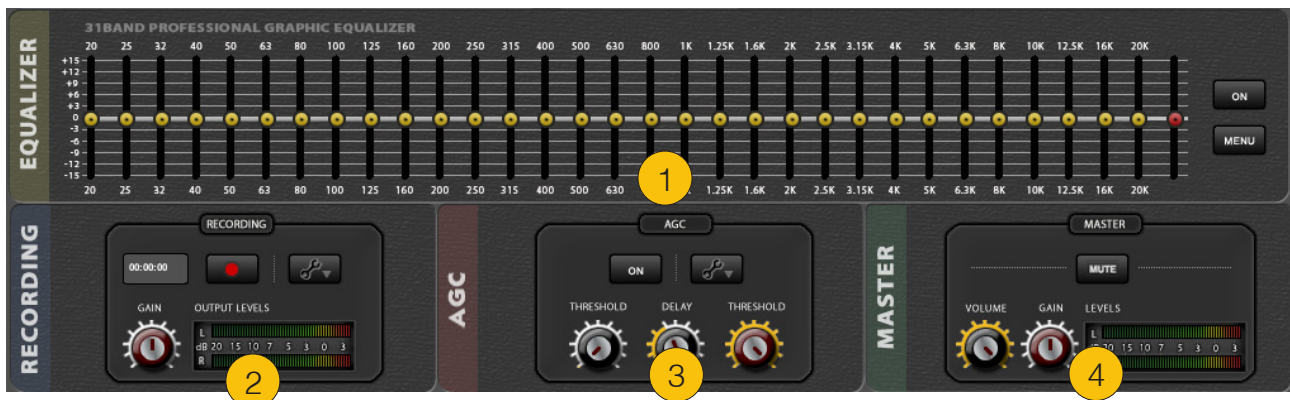 31BAND PROFESSIONAL GRAPHIC EQUALIZER
20 25 32 40 50 63 80 100 125 160 200 250 315 400 500 630 800 1K 1.25K 1.6K 2K 2.5K 3.15K 4K 5K 6.3K 8K 10K 12.5K 16K 20K
EQUALIZER
+15
+12
+9
+6
+3
0
-3
-6
-9
-12
-15
ON
MENU
20 25 32 40 50 63 80 100 125 160 200 250 315 400 500 630 1.25K 1.6K 2K 2.5K 3.15K 4K 5K 6.3K 8K 10K 12.5K 16K 20K
1
RECORDING
RECORDING
00:00:00
GAIN
OUTPUT LEVELS
L
dB 20 15 10 7 5 3 0 3
R
2
AGC
AGC
ON
THRESHOLD DELAY THRESHOLD
3
MASTER
MASTER
MUTE
VOLUME GAIN LEVELS
L
20 15 10 7 5 3 0 3
4